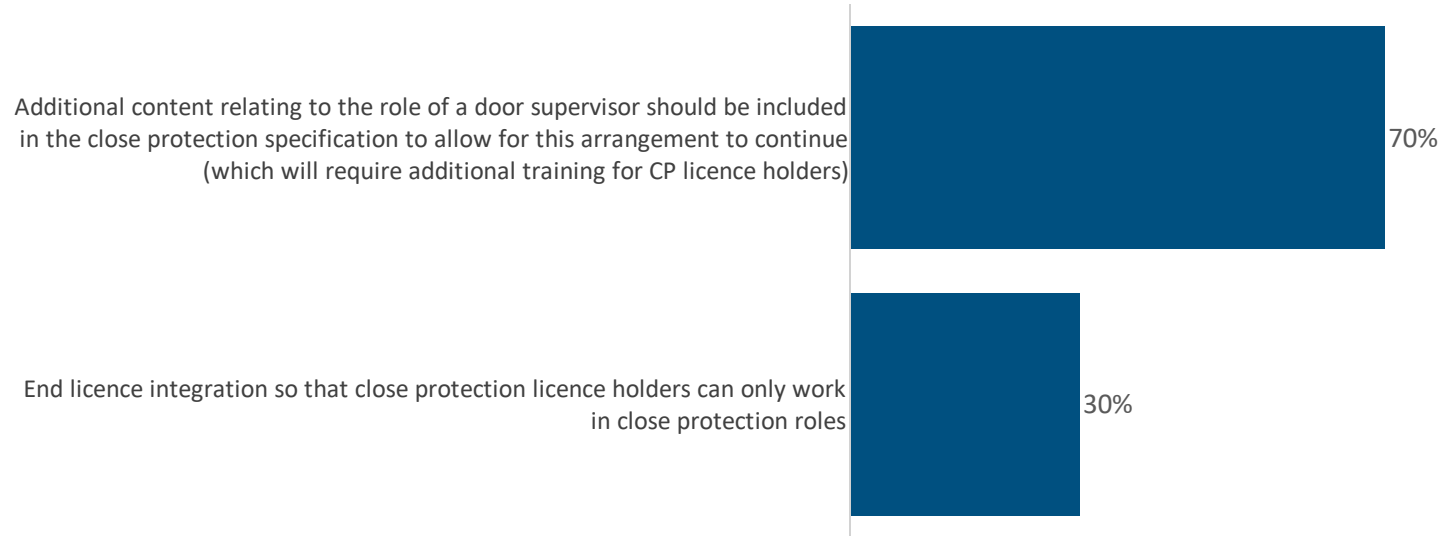 Additional content relating to the role of a door supervisor should be included
in the close protection specification to allow for this arrangement to continue
(which will require additional training for CP licence holders)
70%
End licence integration so that close protection licence holders can only work
in close protection roles
30%